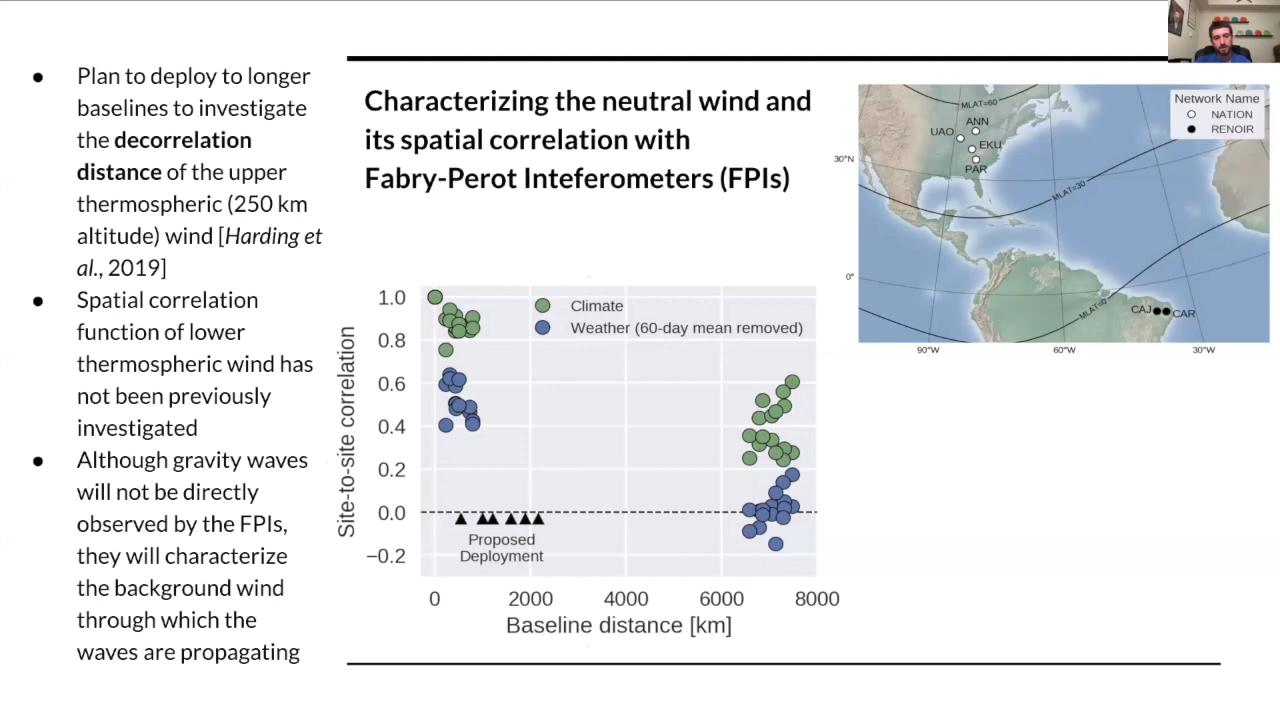 ● Plan to deploy to longer
baselines to investigate
the decorrelation
distance of the upper
thermospheric (250 km
altitude) wind [Harding et
al., 2019]
● Spatial correlation
function of lower
thermospheric wind has
not been previously
investigated
● Although gravity waves
will not be directly
observed by the FPIs,
they will characterize
the background wind
through which the
waves are propagating
Characterizing the neutral wind and
its spatial correlation with
Fabry-Perot Inteferometers (FPIs)
Site-to-site correlation
1.0
0.8
0.6
0.4
0.2
0.0
−0.2
Climate
Weather (60-day mean removed)
Proposed
Deployment
0 2000 4000 6000 8000
Baseline distance [km]
Network Name
NATION
RENOIR
MLAT=60
ANN
UAO
EKU
PAR
30°N
MLAT=30
0°
MLAT=0
CAJ CAR
90°W 60°W 30°W